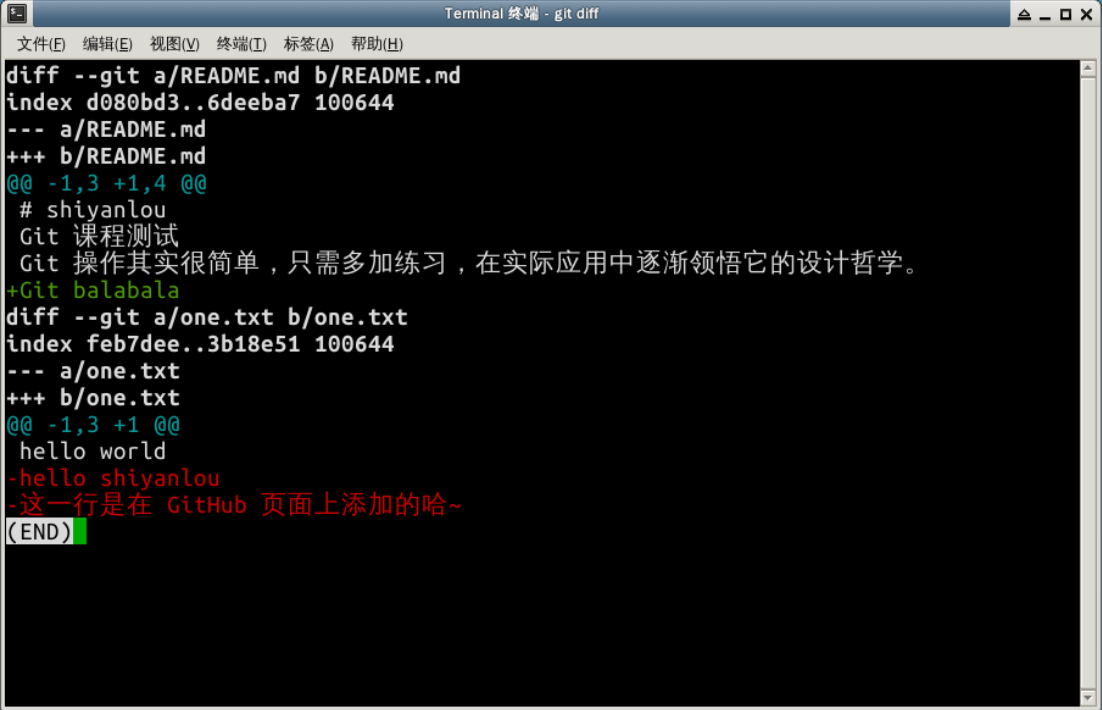 Terminal 终端 - git diff
文件(F) 编辑(E) 视图(V) 终端(T) 标签(A) 帮助(H)
diff --git a/README.md b/README.md
index d080bd3..6deeba7 100644
--- a/README.md
+++ b/README.md
@@ -1,3 +1,4 @@
 # shiyanlou
 Git 课程测试
 Git 操作其实很简单，只需多加练习，在实际应用中逐渐领悟它的设计哲学。
+Git balabala
diff --git a/one.txt b/one.txt
index feb7dee..3b18e51 100644
--- a/one.txt
+++ b/one.txt
@@ -1,3 +1 @@
 hello world
-hello shiyanlou
-这一行是在 GitHub 页面上添加的哈~
(END)